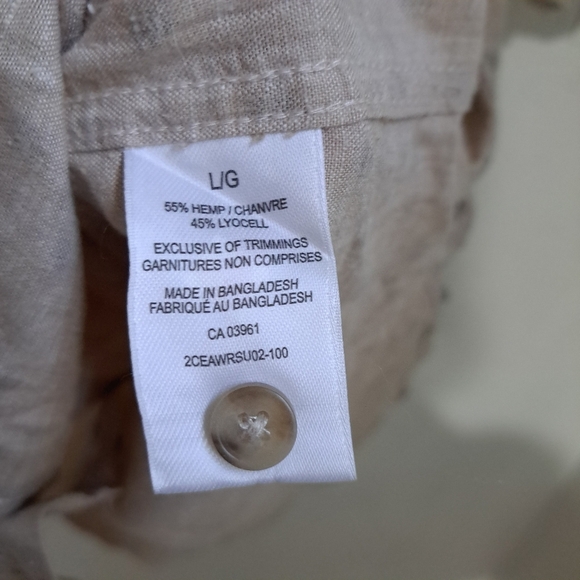 L/G
55% HEMP / CHANVRE
45% LYOCELL
EXCLUSIVE OF TRIMMINGS
GARNITURES NON COMPRISES
MADE IN BANGLADESH
FABRIQUÉ AU BANGLADESH
CA 03961
2CEAWRSU02-100